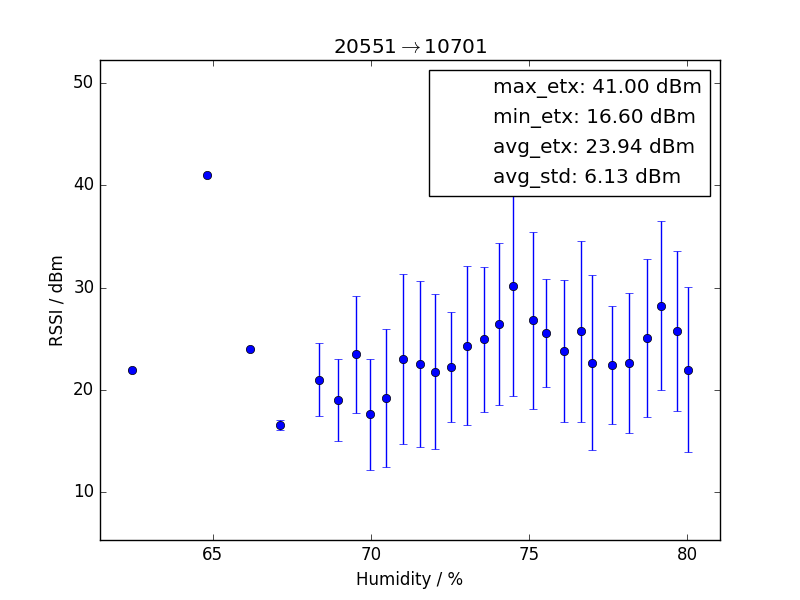 20551→10701
max_etx: 41.00 dBm
min_etx: 16.60 dBm
avg_etx: 23.94 dBm
avg_std: 6.13 dBm
RSSI / dBm
50
40
30
20
10
65 70 75 80
Humidity / %